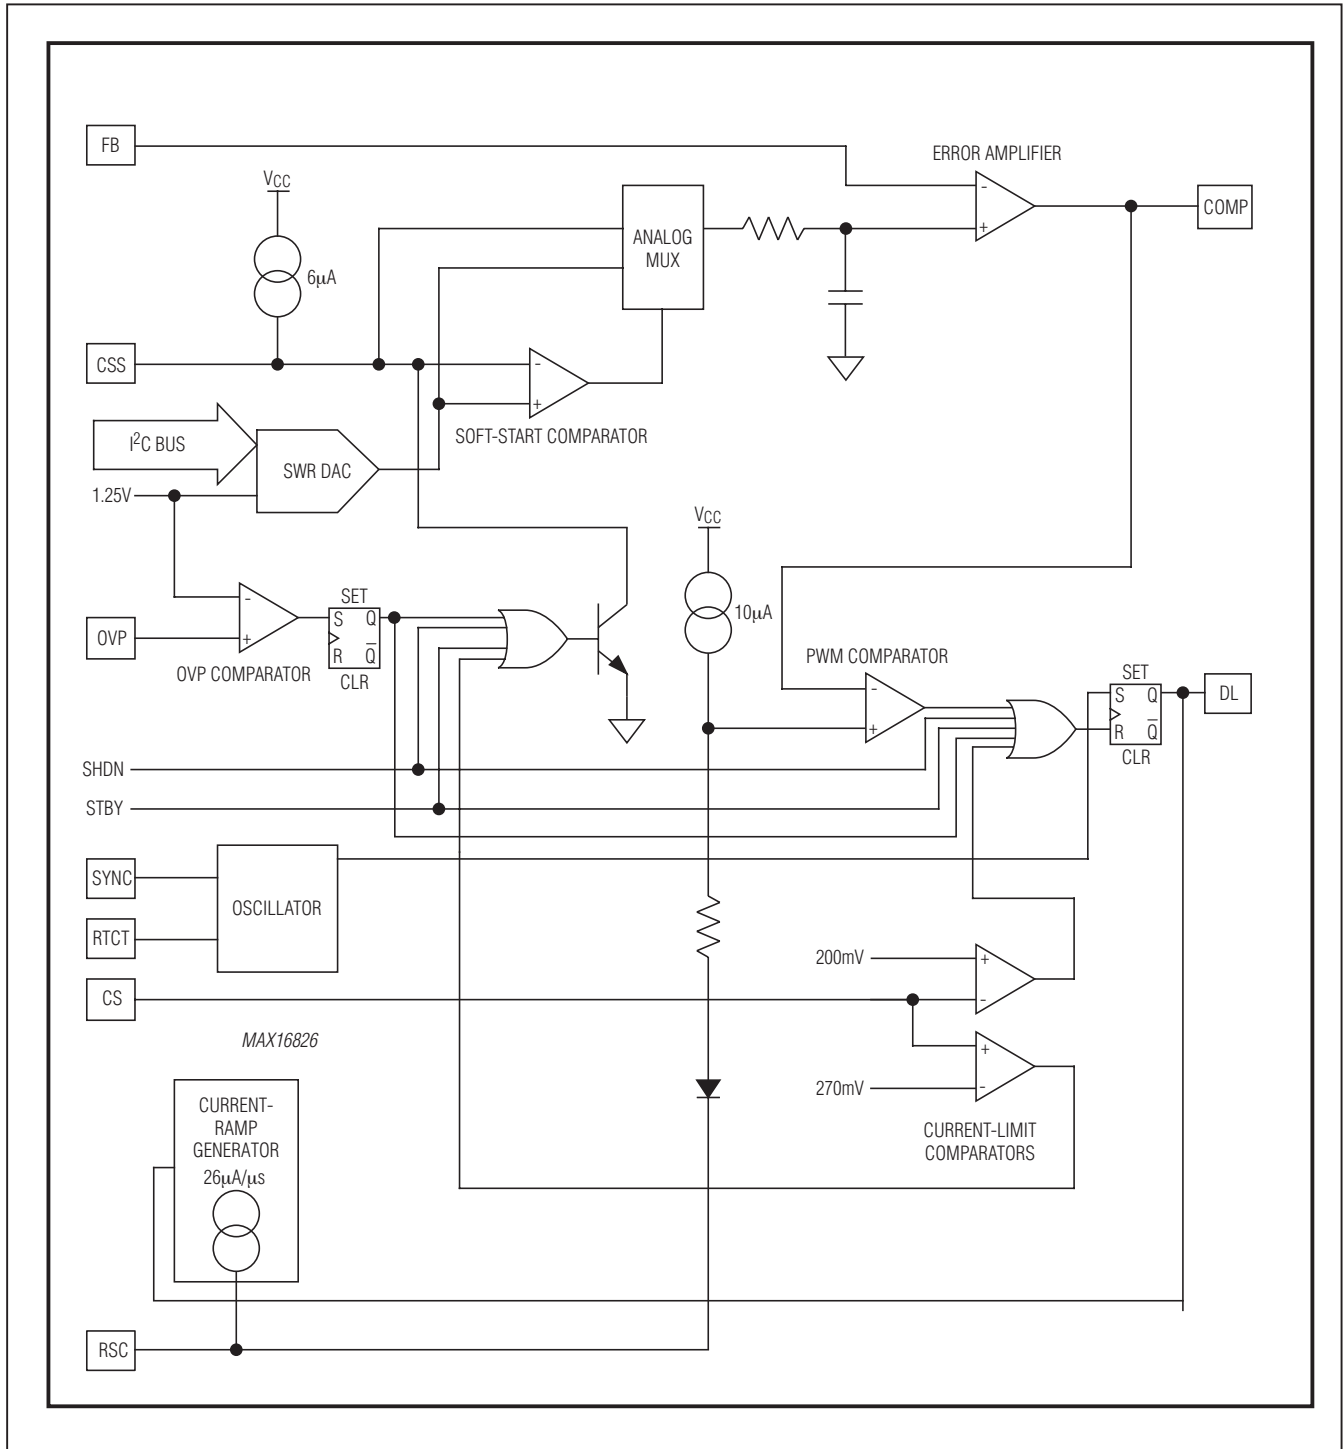 FB
ERROR AMPLIFIER
VCC
-
+
COMP
ANALOG
MUX
6μA
CSS
-
+
I²C BUS
SOFT-START COMPARATOR
SWR DAC
1.25V
VCC
SET
10μA
-
+
S Q
R Q̅
OVP
PWM COMPARATOR
OVP COMPARATOR
CLR
SET
-
+
S Q
R Q̅
DL
CLR
SHDN
STBY
SYNC
OSCILLATOR
RTCT
200mV
+
-
CS
MAX16826
+
-
270mV
CURRENT-
RAMP
GENERATOR
26μA/μs
CURRENT-LIMIT
COMPARATORS
RSC